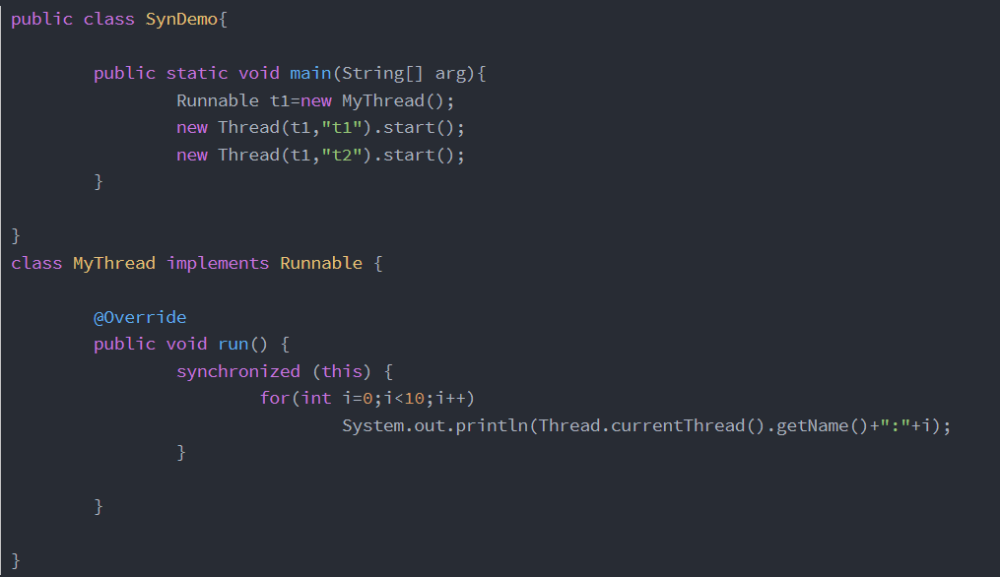 public class SynDemo{
public static void main(String[] arg){
Runnable t1=new MyThread();
new Thread(t1,"t1").start();
new Thread(t1,"t2").start();
}
}
class MyThread implements Runnable {
@Override
public void run() {
synchronized (this) {
for(int i=0;i<10;i++)
System.out.println(Thread.currentThread().getName()+":"+i);
}
}
}